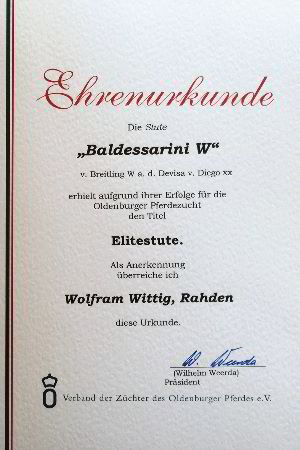 Ehrenurkunde
Die Stute
„Baldessarini W"
v. Breitling W a. d. Devisa v. Diego xx
erhielt aufgrund ihrer Erfolge für die
Oldenburger Pferdezucht
den Titel
Elitestute.
Als Anerkennung
überreiche ich
Wolfram Wittig, Rahden
diese Urkunde.
W. Weerda
(Wilhelm Weerda)
Präsident
Verband der Züchter des Oldenburger Pferdes e.V.